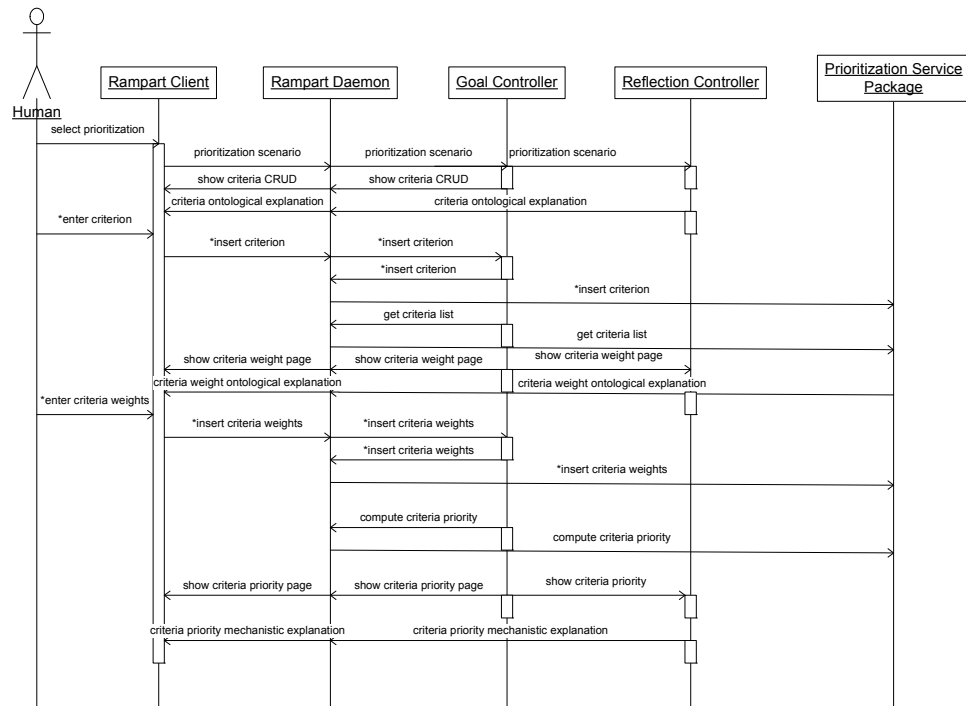 Prioritization Service
Package
Rampart Client
Rampart Daemon
Goal Controller
Reflection Controller
Human
select prioritization
prioritization scenario
prioritization scenario
prioritization scenario
show criteria CRUD
show criteria CRUD
criteria ontological explanation
criteria ontological explanation
*enter criterion
*insert criterion
*insert criterion
*insert criterion
*insert criterion
get criteria list
get criteria list
show criteria weight page
show criteria weight page
show criteria weight page
criteria weight ontological explanation
criteria weight ontological explanation
*enter criteria weights
*insert criteria weights
*insert criteria weights
*insert criteria weights
*insert criteria weights
compute criteria priority
compute criteria priority
show criteria priority page
show criteria priority page
show criteria priority
criteria priority mechanistic explanation
criteria priority mechanistic explanation